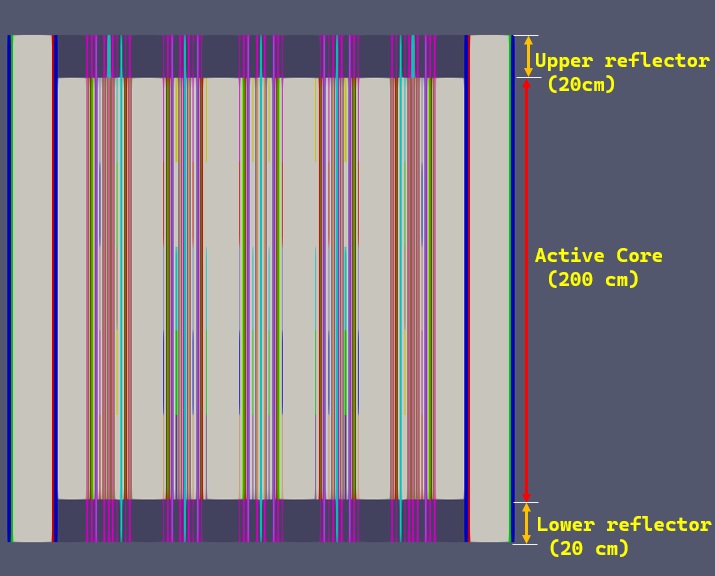 Upper reflector
(20cm)
Active Core
(200 cm)
Lower reflector
(20 cm)